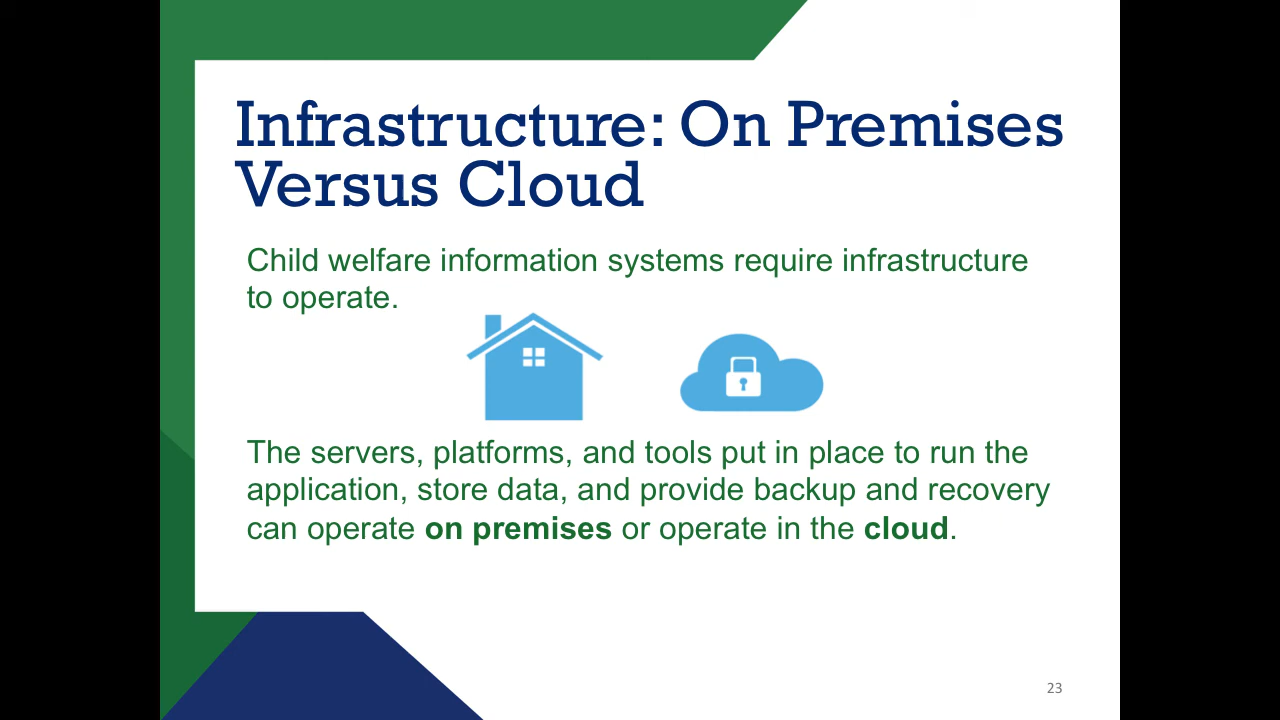 Infrastructure: On Premises
Versus Cloud
Child welfare information systems require infrastructure
to operate.
The servers, platforms, and tools put in place to run the
application, store data, and provide backup and recovery
can operate on premises or operate in the cloud.
23